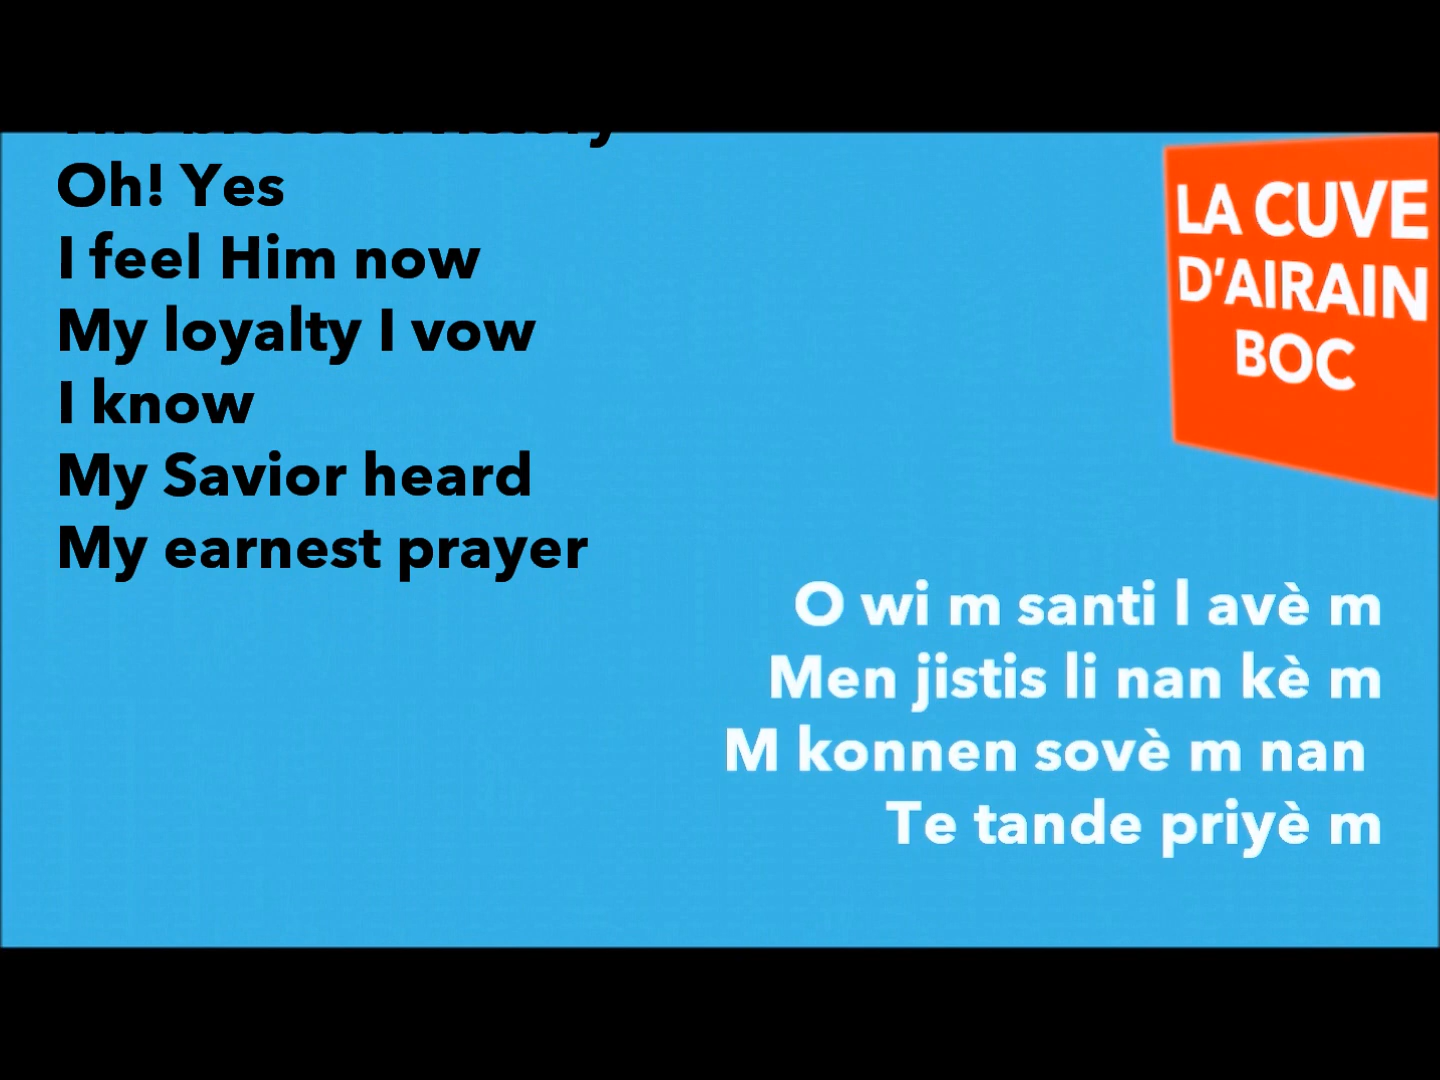 Oh! Yes
I feel Him now
My loyalty I vow
I know
My Savior heard
My earnest prayer
LA CUVE
D'AIRAIN
BOC
O wi m santi l avè m
Men jistis li nan kè m
M konnen sovè m nan
Te tande priyè m